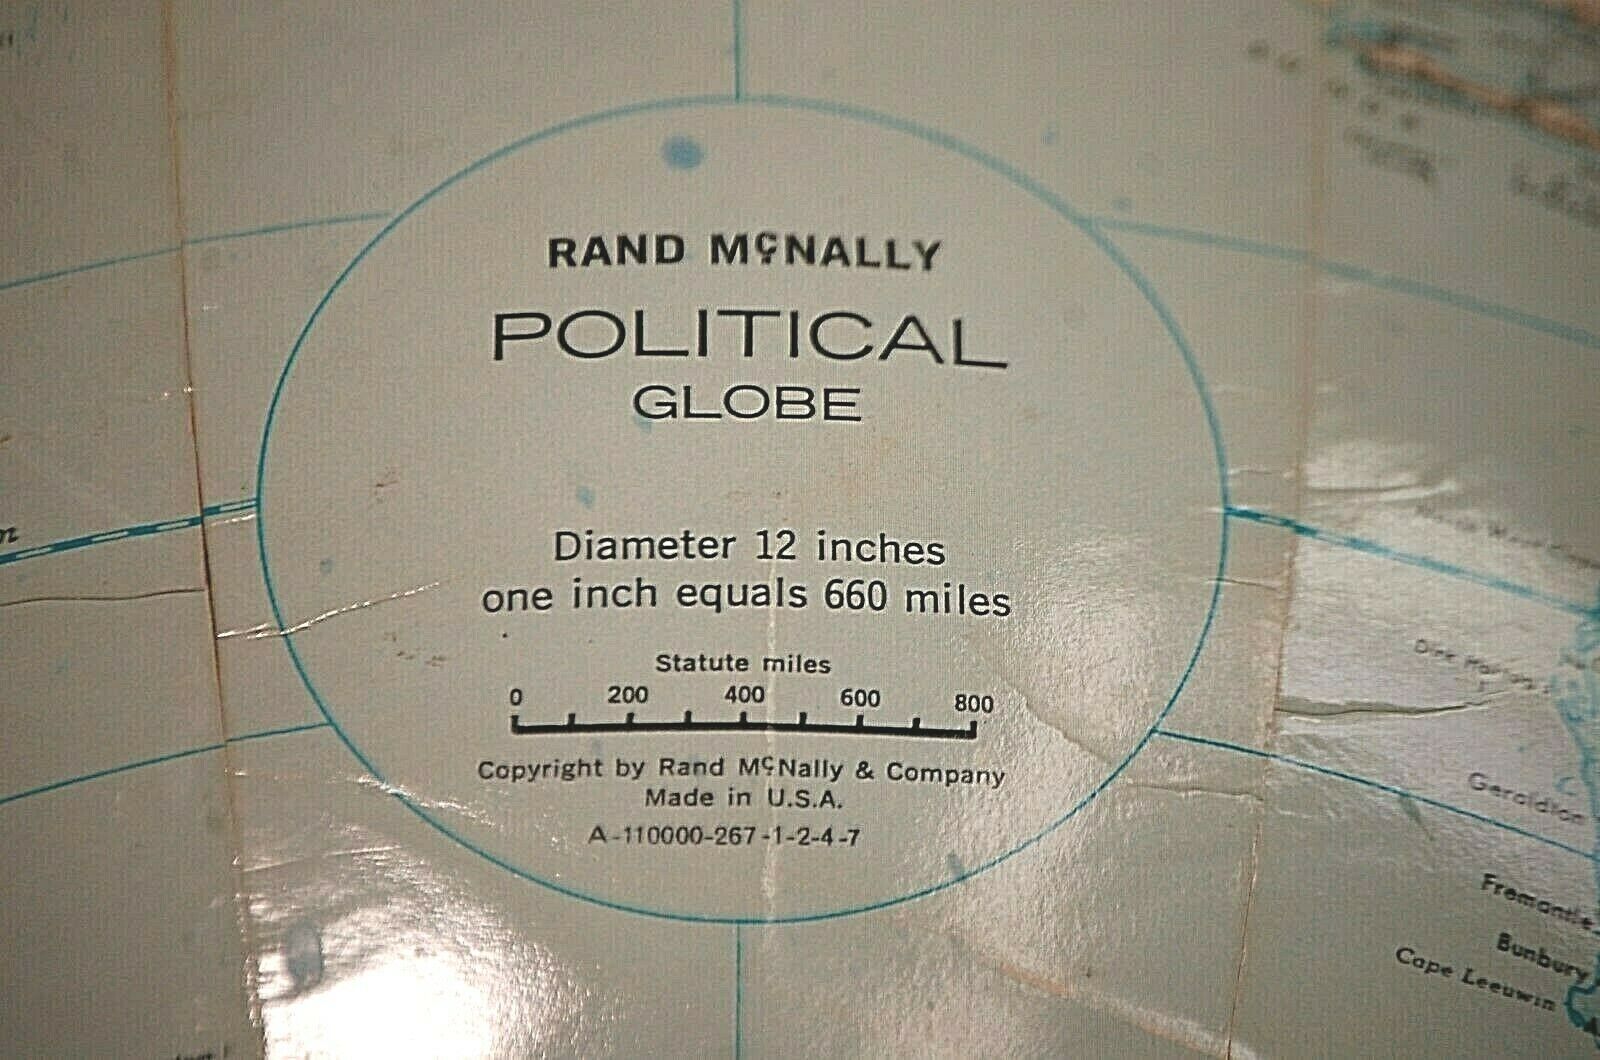 RAND McNALLY
POLITICAL
GLOBE
Diameter 12 inches
one inch equals 660 miles
Statute miles
0 200 400 600 800
Copyright by Rand McNally & Company
Made in U.S.A.
A-110000-267-1-2-4-7
Geraldton
Fremantle
Bunbury
Cape Leeuwin